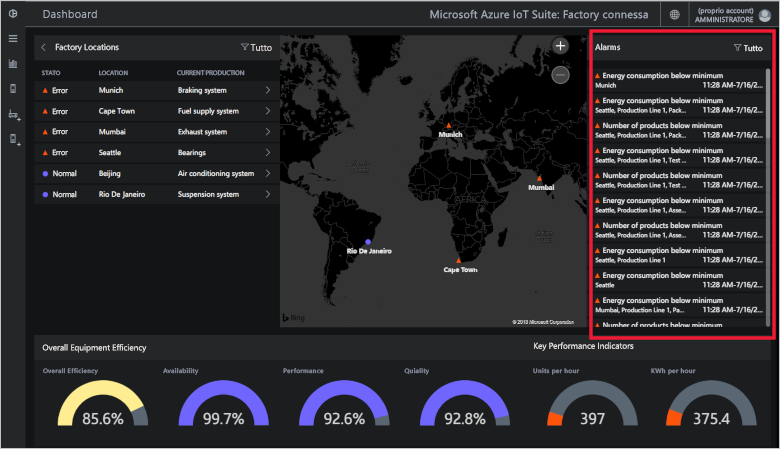 Dashboard
Microsoft Azure IoT Suite: Factory connessa
(proprio account)
AMMINISTRATORE
Factory Locations
Tutto
STATO LOCATION CURRENT PRODUCTION
Error Munich Braking system
Error Cape Town Fuel supply system
Error Mumbai Exhaust system
Error Seattle Bearings
Normal Beijing Air conditioning system
Normal Rio De Janeiro Suspension system
AFRICA
Munich
Mumbai
Rio De Janeiro
Cape Town
Bing
© 2018 Microsoft Corporation
Alarms
Tutto
Energy consumption below minimum
Munich 11:28 AM-7/16/2...
Energy consumption below minimum
Seattle, Production Line 1, Pack... 11:28 AM-7/16/2...
Number of products below minimum
Seattle, Production Line 1, Pack... 11:28 AM-7/16/2...
Energy consumption below minimum
Seattle, Production Line 1, Test ... 11:28 AM-7/16/2...
Number of products below minimum
Seattle, Production Line 1, Test ... 11:28 AM-7/16/2...
Energy consumption below minimum
Seattle, Production Line 1, Asse... 11:28 AM-7/16/2...
Number of products below minimum
Seattle, Production Line 1, Asse... 11:28 AM-7/16/2...
Energy consumption below minimum
Seattle, Production Line 1 11:28 AM-7/16/2...
Energy consumption below minimum
Seattle 11:28 AM-7/16/2...
Energy consumption below minimum
Mumbai, Production Line 1, Pa... 11:28 AM-7/16/2...
Number of products below minimum
Overall Equipment Efficiency
Key Performance Indicators
Overall Efficiency Availability Performance Quiality Units per hour KWh per hour
85.6% 99.7% 92.6% 92.8% 397 375.4